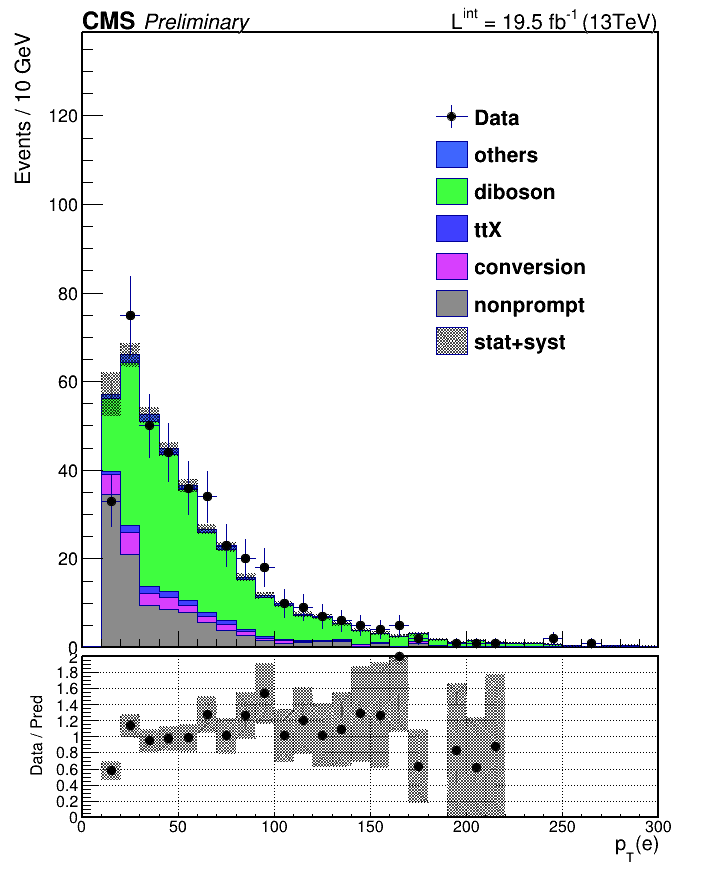 CMS Preliminary
L^int = 19.5 fb^-1 (13TeV)
Events / 10 GeV
120
100
80
60
40
20
0
Data
others
diboson
ttX
conversion
nonprompt
stat+syst
Data / Pred
2
1.8
1.6
1.4
1.2
1
0.8
0.6
0.4
0.2
0
0 50 100 150 200 250 300
p_T(e)